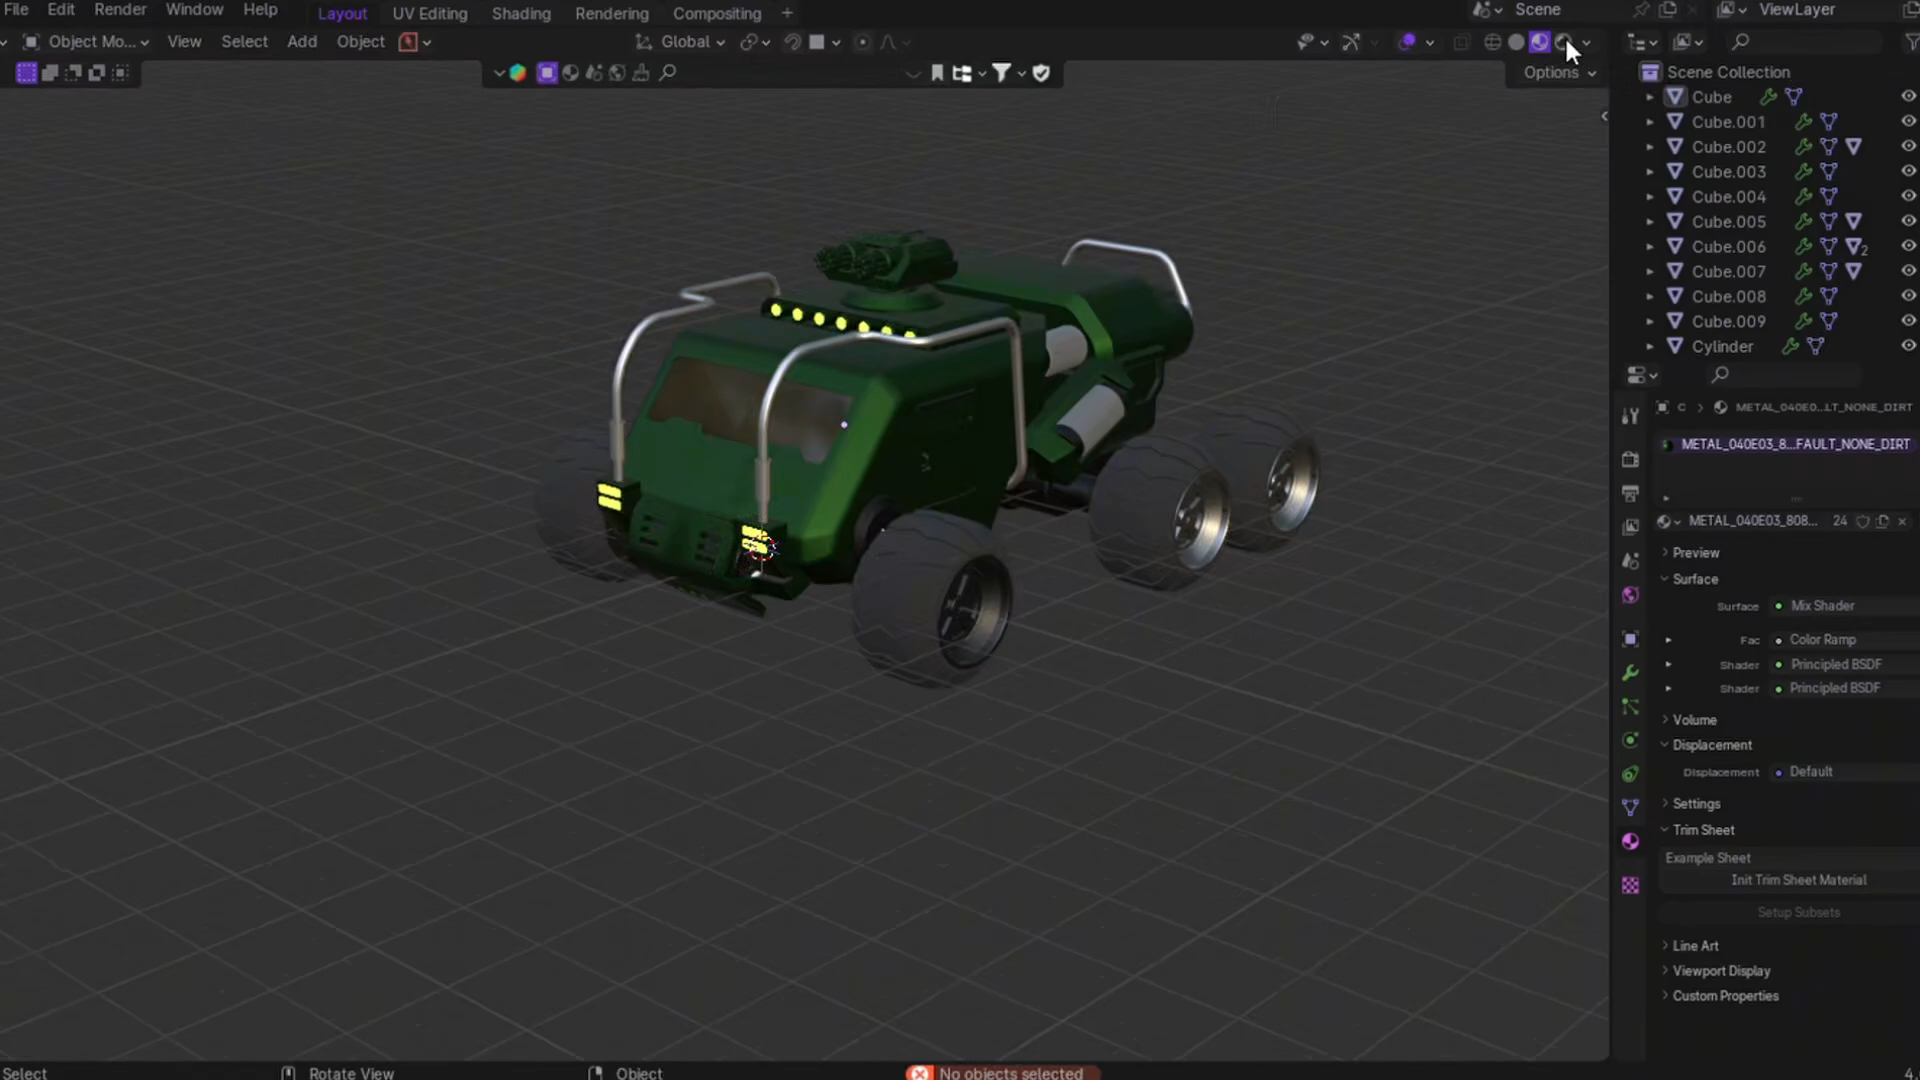 File Edit Render Window Help Layout UV Editing Shading Rendering Compositing + Scene ViewLayer
Object Mo... View Select Add Object Global
Options
Scene Collection
Cube
Cube.001
Cube.002
Cube.003
Cube.004
Cube.005
Cube.006 2
Cube.007
Cube.008
Cube.009
Cylinder
C > METAL_040E0...LT_NONE_DIRT
METAL_040E03_8...FAULT_NONE_DIRT
METAL_040E03_808... 24
Preview
Surface
Surface Mix Shader
Fac Color Ramp
Shader Principled BSDF
Shader Principled BSDF
Volume
Displacement
Displacement Default
Settings
Trim Sheet
Example Sheet
Init Trim Sheet Material
Setup Subsets
Line Art
Viewport Display
Custom Properties
Select Rotate View Object No objects selected 4.